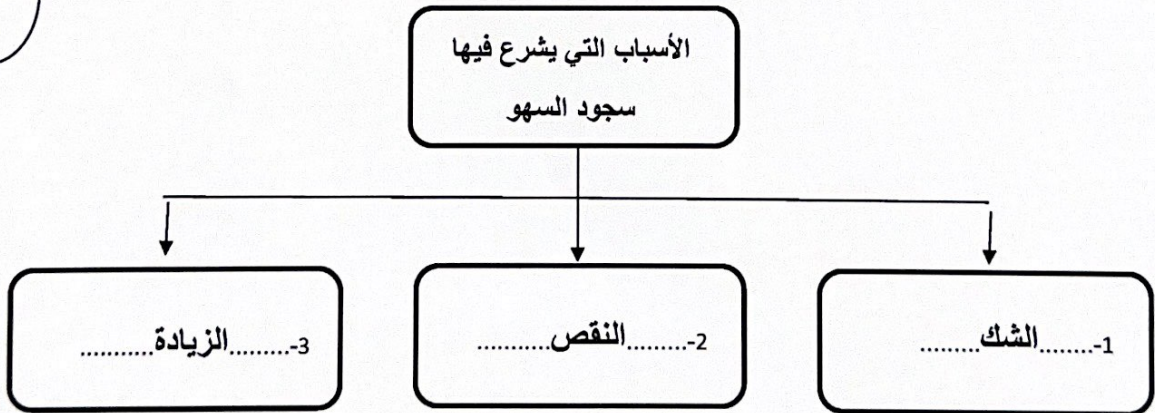 الأسباب التي يشرع فيها
سجود السهو
1-........الشك.........
2-.........النقص...........
3-.........الزيادة...........